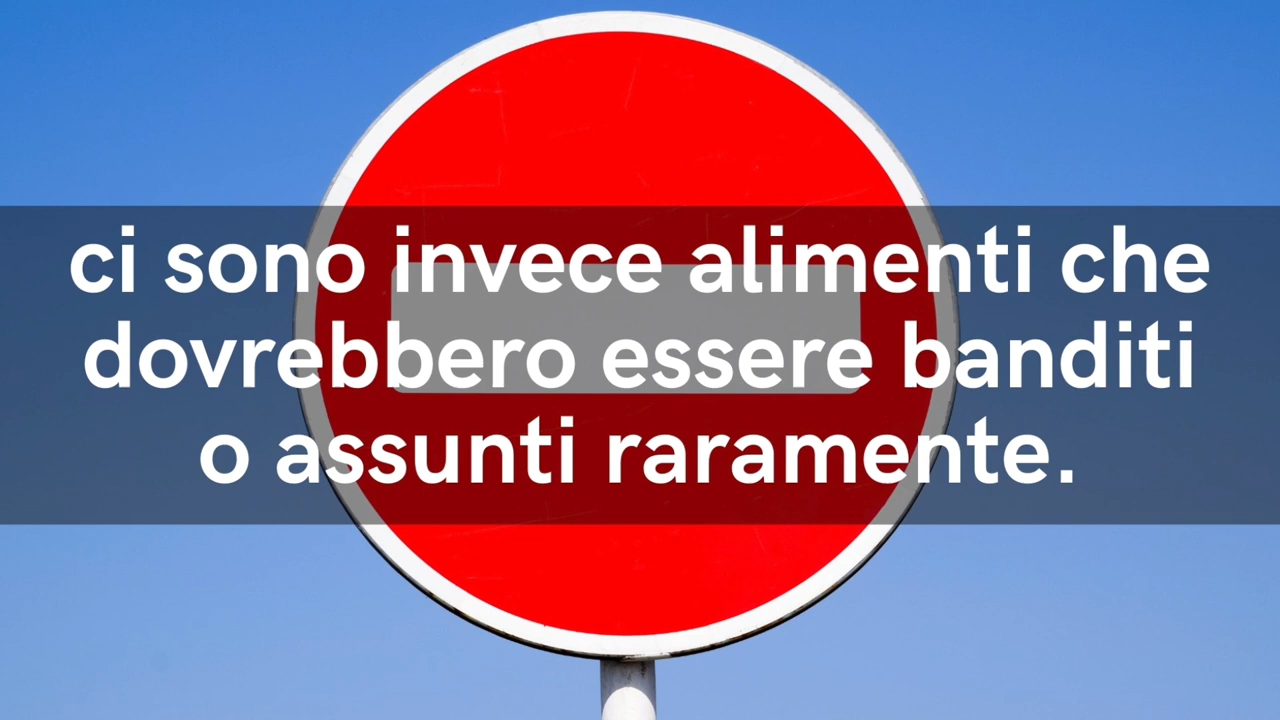 ci sono invece alimenti che
dovrebbero essere banditi
o assunti raramente.